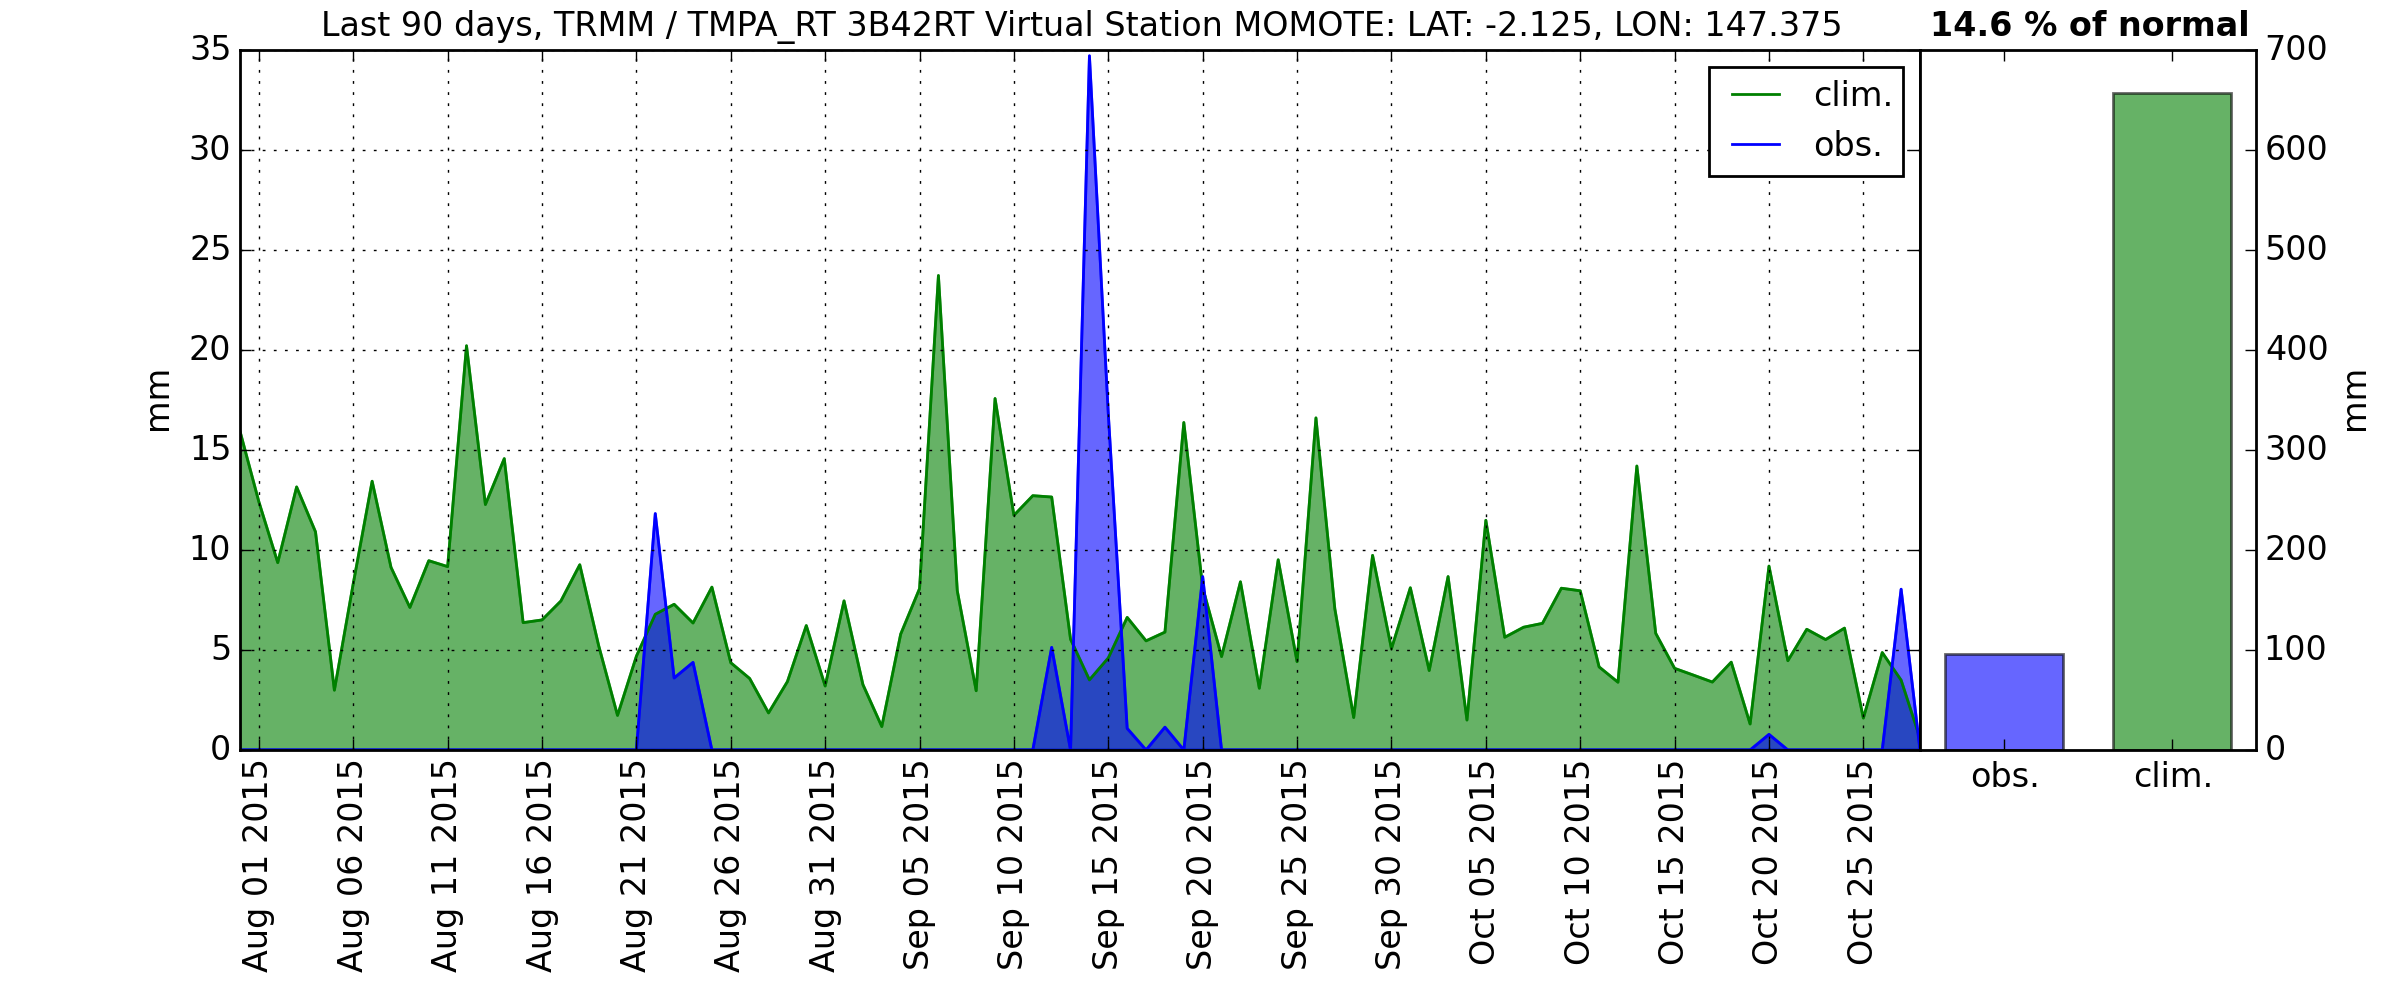 Last 90 days, TRMM / TMPA_RT 3B42RT Virtual Station MOMOTE: LAT: -2.125, LON: 147.375
14.6 % of normal
35
30
25
20
15
10
5
0
mm
clim.
obs.
700
600
500
400
300
200
100
0
mm
obs.
clim.
Aug 01 2015
Aug 06 2015
Aug 11 2015
Aug 16 2015
Aug 21 2015
Aug 26 2015
Aug 31 2015
Sep 05 2015
Sep 10 2015
Sep 15 2015
Sep 20 2015
Sep 25 2015
Sep 30 2015
Oct 05 2015
Oct 10 2015
Oct 15 2015
Oct 20 2015
Oct 25 2015